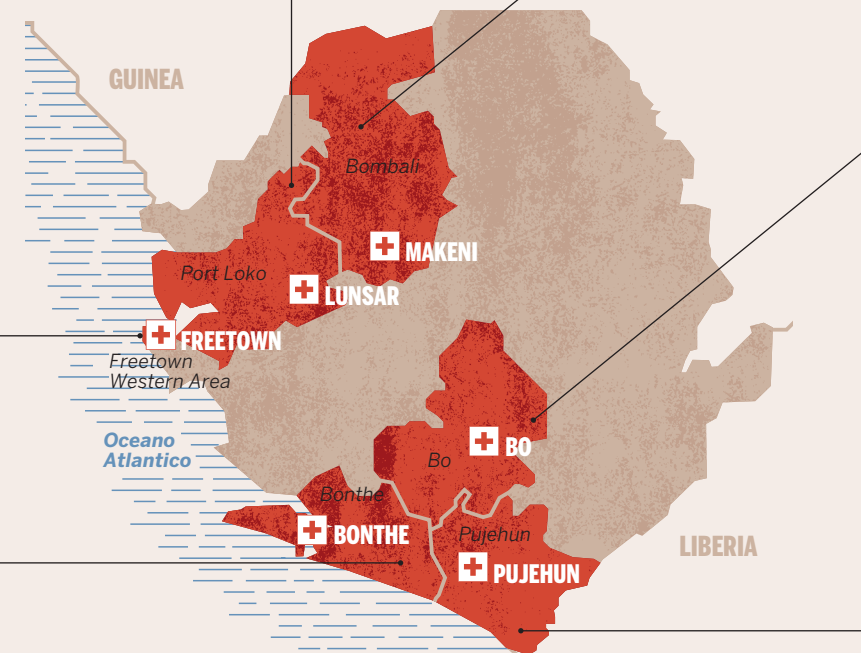 GUINEA
Bombali
MAKENI
Port Loko
LUNSAR
FREETOWN
Freetown
Western Area
Oceano
Atlantico
BO
Bo
Bonthe
BONTHE
Pujehun
LIBERIA
PUJEHUN